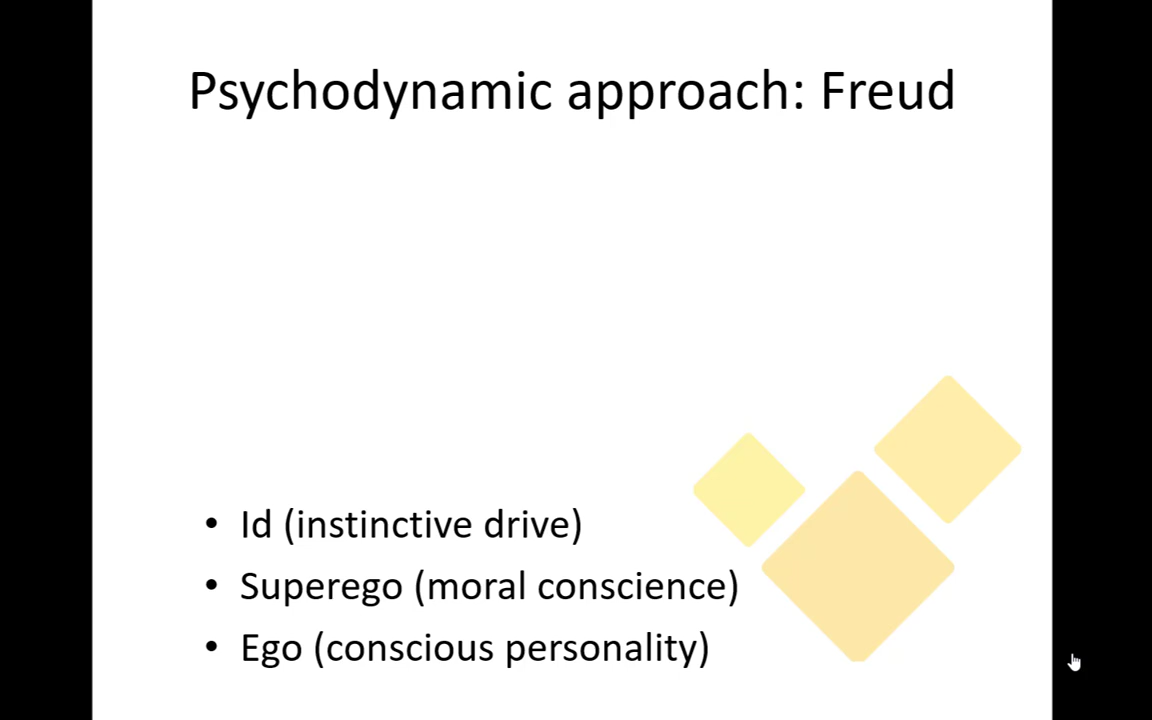 Psychodynamic approach: Freud
• Id (instinctive drive)
• Superego (moral conscience)
• Ego (conscious personality)